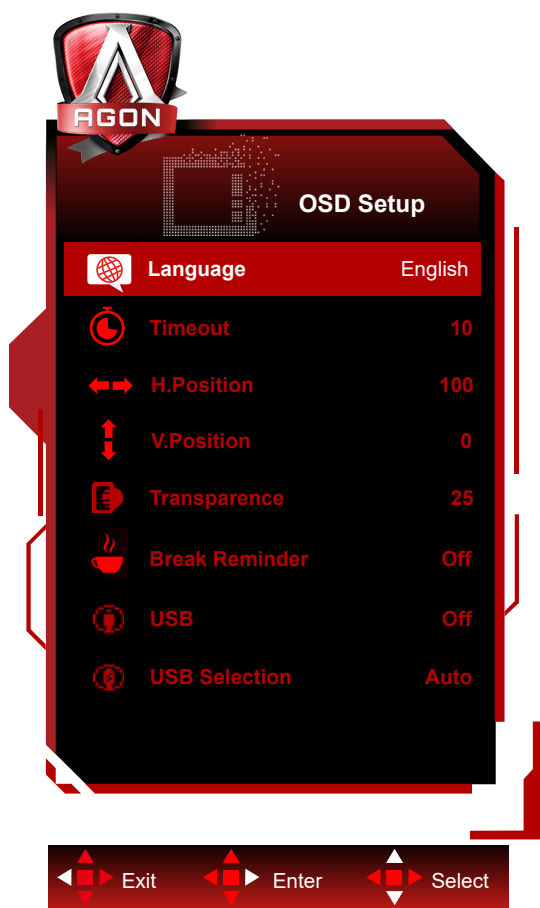 AGON
OSD Setup
Language English
Timeout 10
H.Position 100
V.Position 0
Transparence 25
Break Reminder Off
USB Off
USB Selection Auto
Exit Enter Select